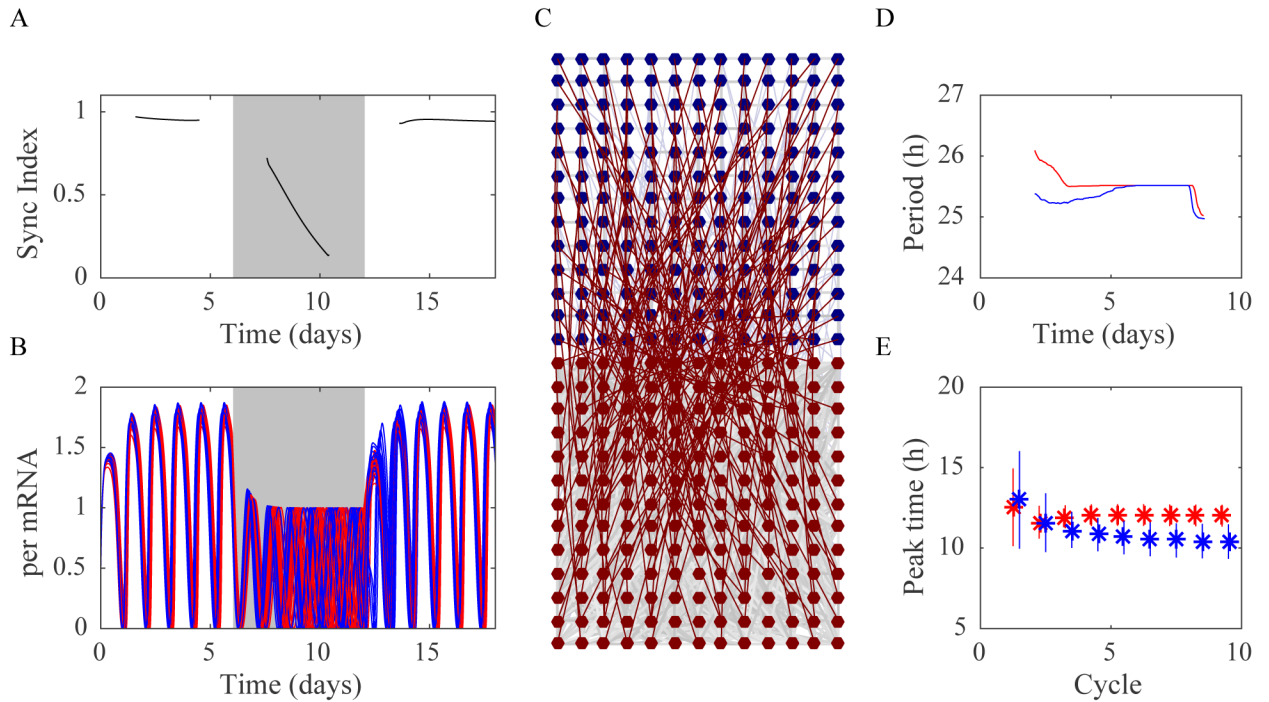 A
Sync Index
1
0.5
0
0
5
10
15
Time (days)
B
per mRNA
2
1.5
1
0.5
0
0
5
10
15
Time (days)
C
D
Period (h)
27
26
25
24
0
5
10
Time (days)
E
Peak time (h)
20
15
10
5
0
5
10
Cycle